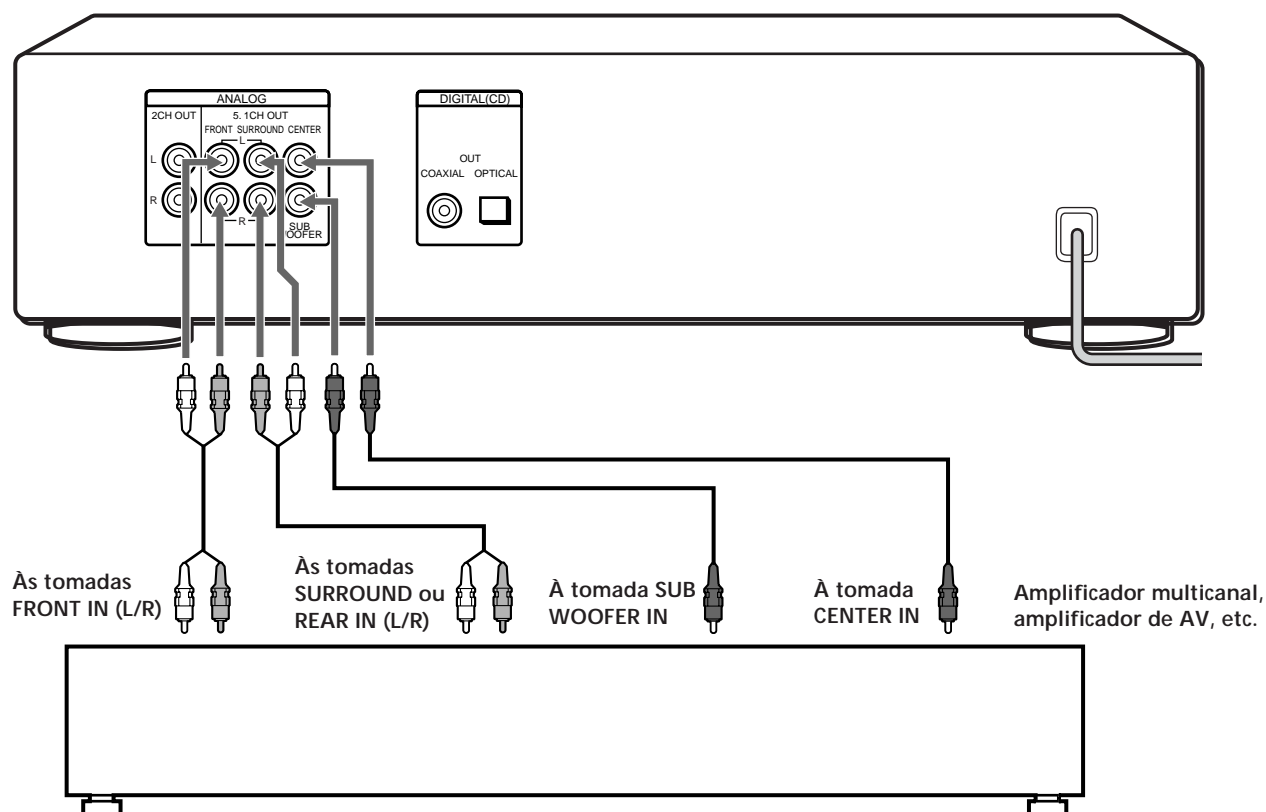 ANALOG
2CH OUT
5. 1CH OUT
FRONT SURROUND CENTER
L
L
R
R
SUB
WOOFER
DIGITAL(CD)
OUT
COAXIAL OPTICAL
Às tomadas
FRONT IN (L/R)
Às tomadas
SURROUND ou
REAR IN (L/R)
À tomada SUB
WOOFER IN
À tomada
CENTER IN
Amplificador multicanal,
amplificador de AV, etc.